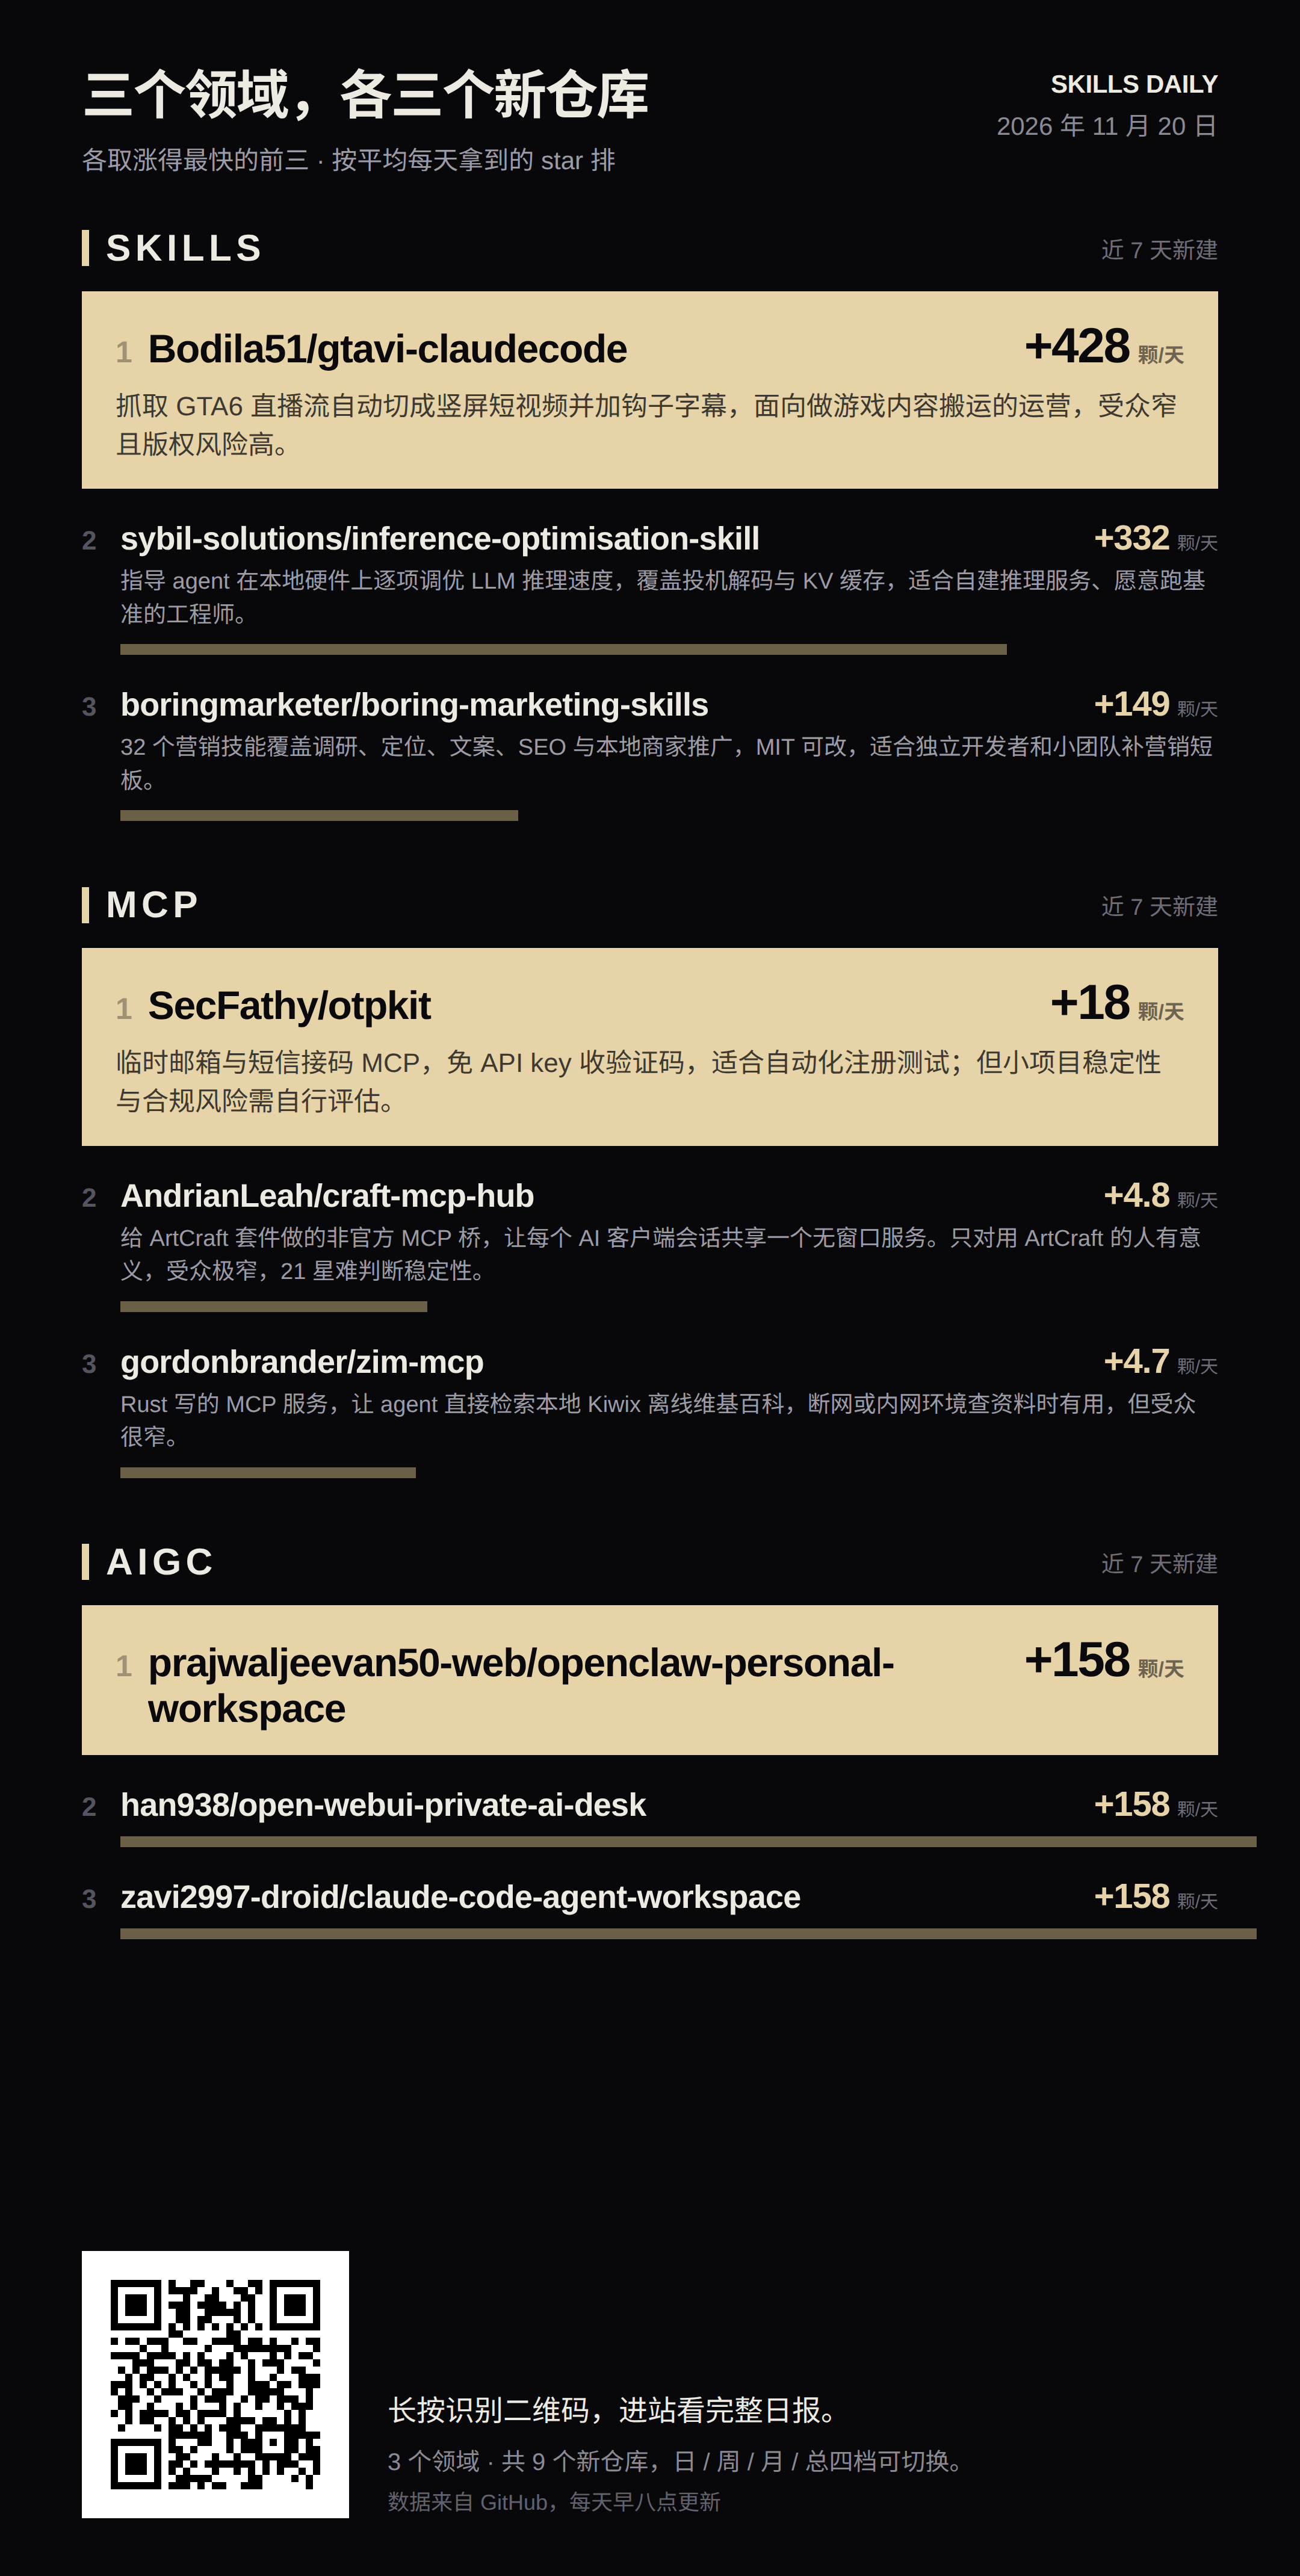 三个领域，各三个新仓库
SKILLS DAILY
2026 年 11 月 20 日
各取涨得最快的前三 · 按平均每天拿到的 star 排
SKILLS
近 7 天新建
1 Bodila51/gtavi-claudecode +428 颗/天
抓取 GTA6 直播流自动切成竖屏短视频并加钩子字幕，面向做游戏内容搬运的运营，受众窄
且版权风险高。
2 sybil-solutions/inference-optimisation-skill +332 颗/天
指导 agent 在本地硬件上逐项调优 LLM 推理速度，覆盖投机解码与 KV 缓存，适合自建推理服务、愿意跑基
准的工程师。
3 boringmarketer/boring-marketing-skills +149 颗/天
32 个营销技能覆盖调研、定位、文案、SEO 与本地商家推广，MIT 可改，适合独立开发者和小团队补营销短
板。
MCP
近 7 天新建
1 SecFathy/otpkit +18 颗/天
临时邮箱与短信接码 MCP，免 API key 收验证码，适合自动化注册测试；但小项目稳定性
与合规风险需自行评估。
2 AndrianLeah/craft-mcp-hub +4.8 颗/天
给 ArtCraft 套件做的非官方 MCP 桥，让每个 AI 客户端会话共享一个无窗口服务。只对用 ArtCraft 的人有意
义，受众极窄，21 星难判断稳定性。
3 gordonbrander/zim-mcp +4.7 颗/天
Rust 写的 MCP 服务，让 agent 直接检索本地 Kiwix 离线维基百科，断网或内网环境查资料时有用，但受众
很窄。
AIGC
近 7 天新建
1 prajwaljeevan50-web/openclaw-personal- +158 颗/天
workspace
2 han938/open-webui-private-ai-desk +158 颗/天
3 zavi2997-droid/claude-code-agent-workspace +158 颗/天
长按识别二维码，进站看完整日报。
3 个领域 · 共 9 个新仓库，日 / 周 / 月 / 总四档可切换。
数据来自 GitHub，每天早八点更新